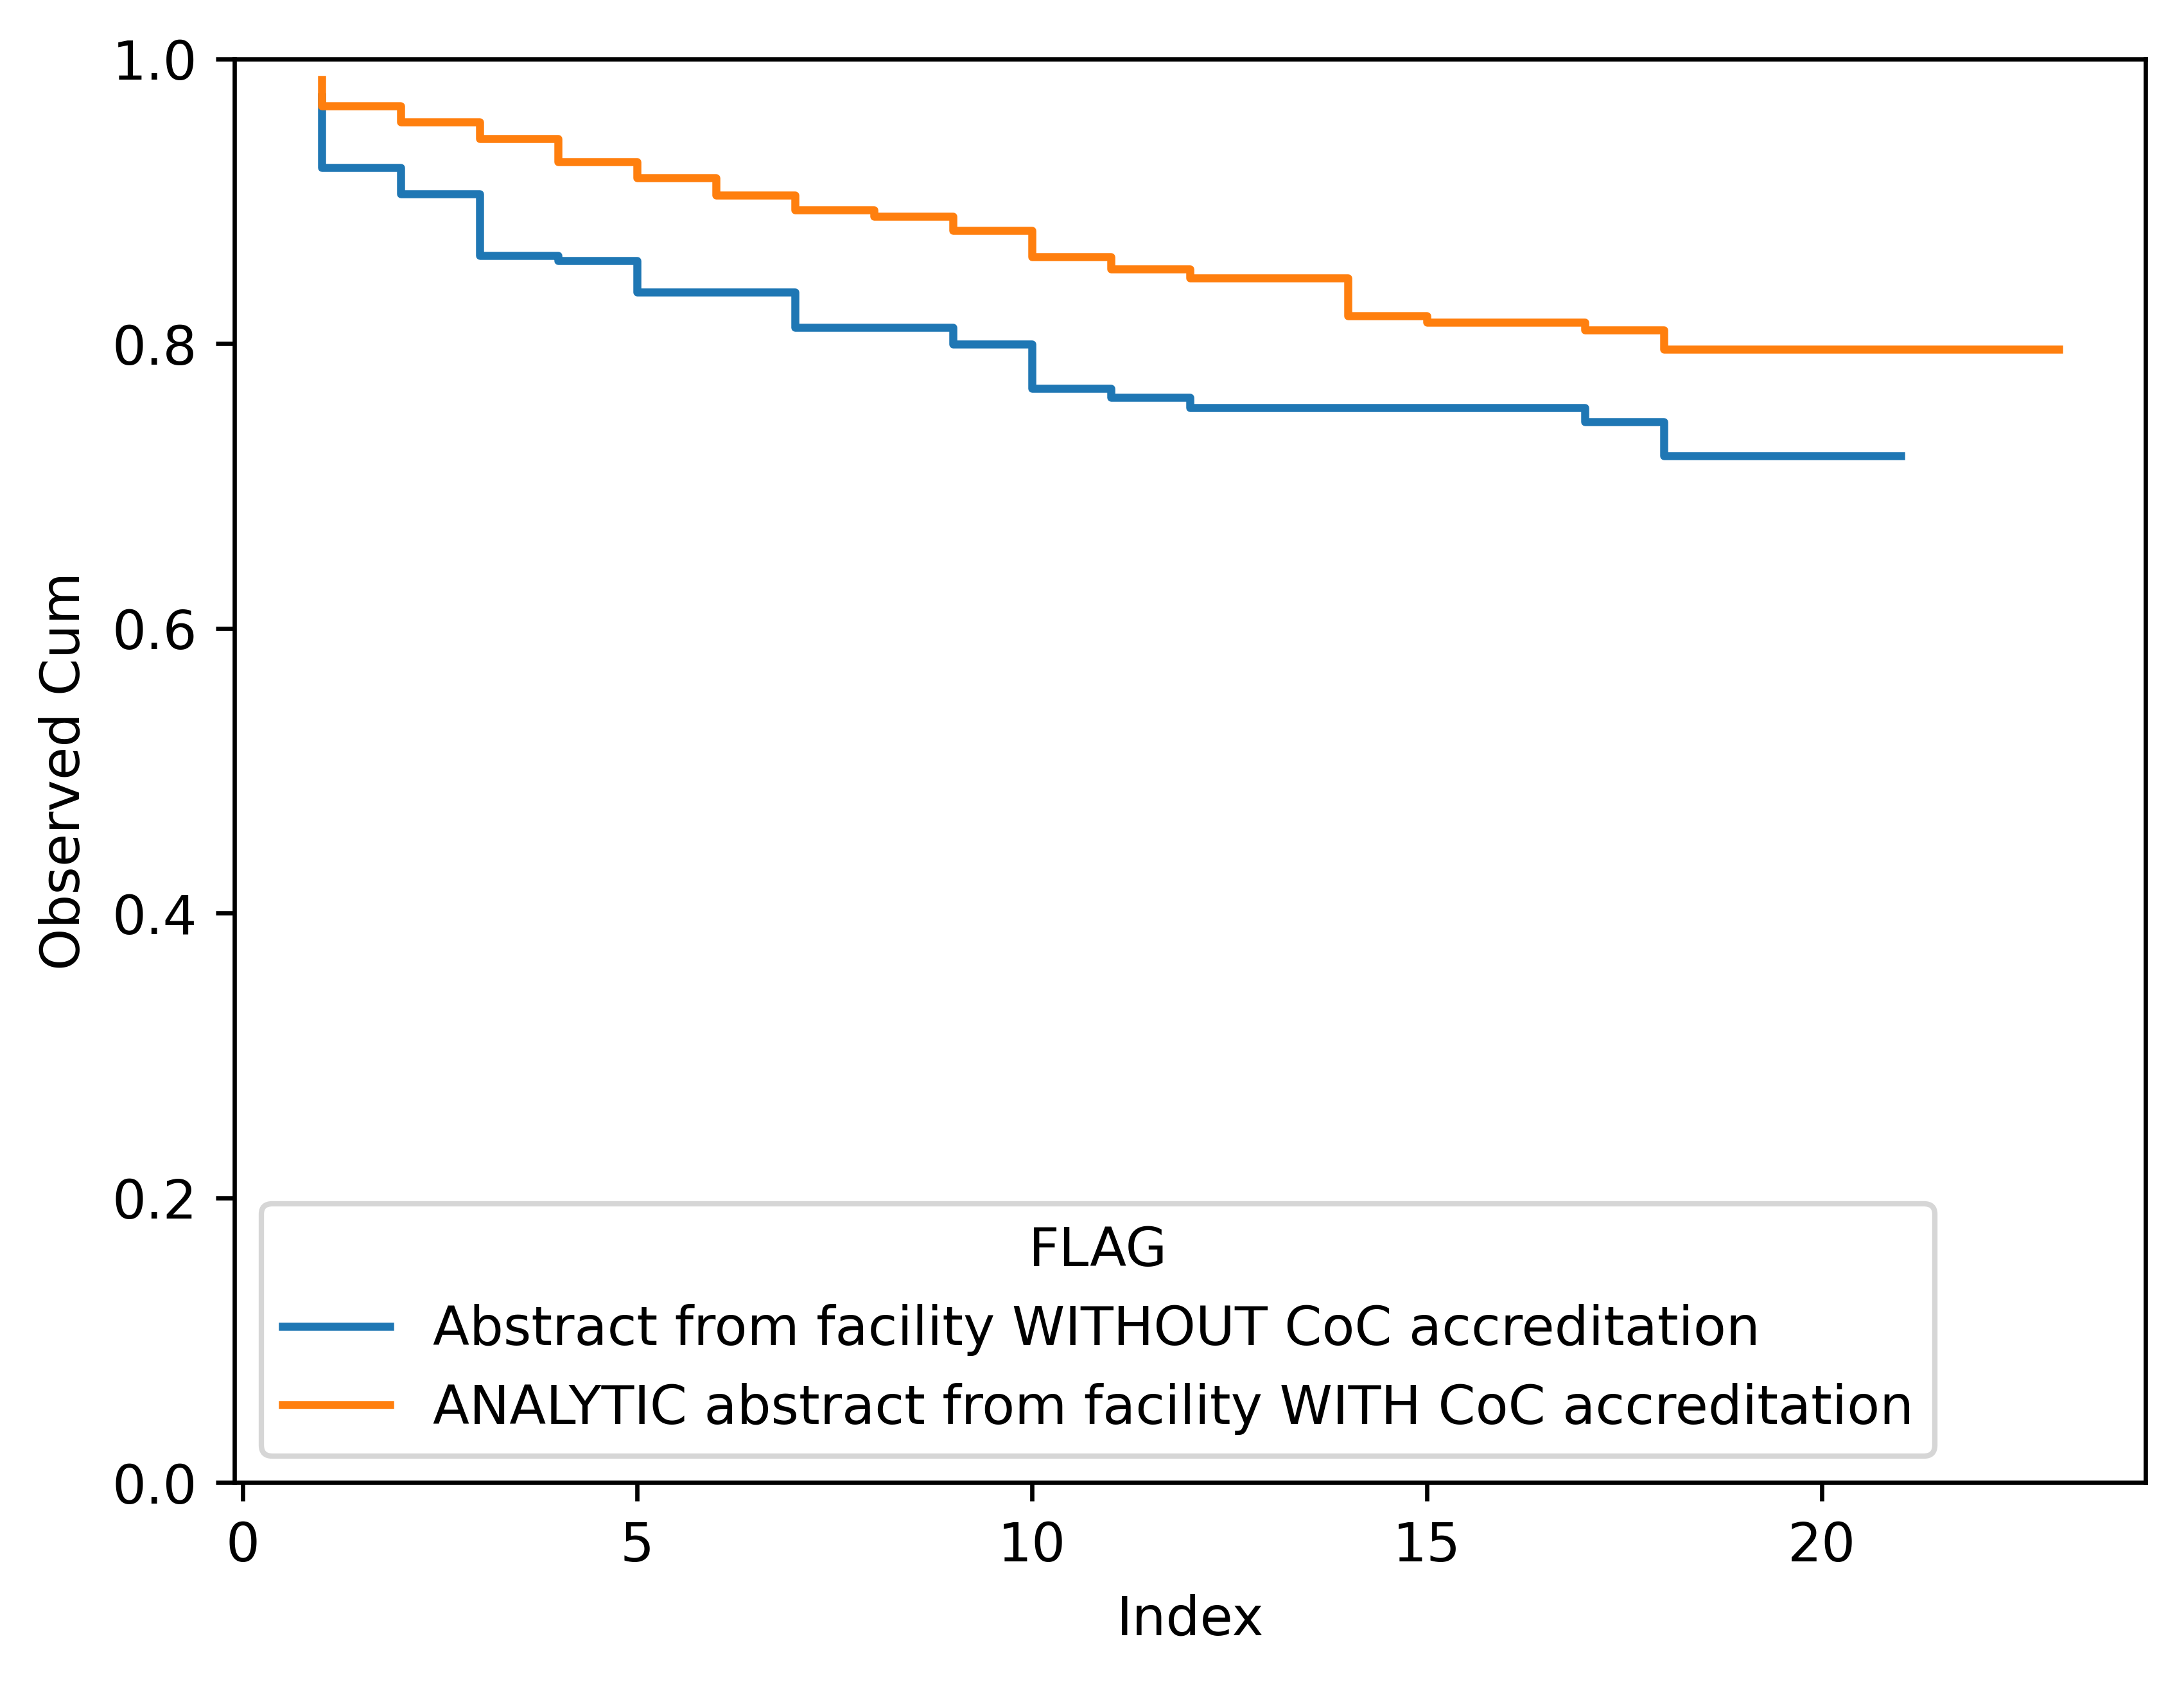 1.0
0.8
0.6
0.4
0.2
0.0
Observed Cum
FLAG
Abstract from facility WITHOUT CoC accreditation
ANALYTIC abstract from facility WITH CoC accreditation
0 5 10 15 20
Index